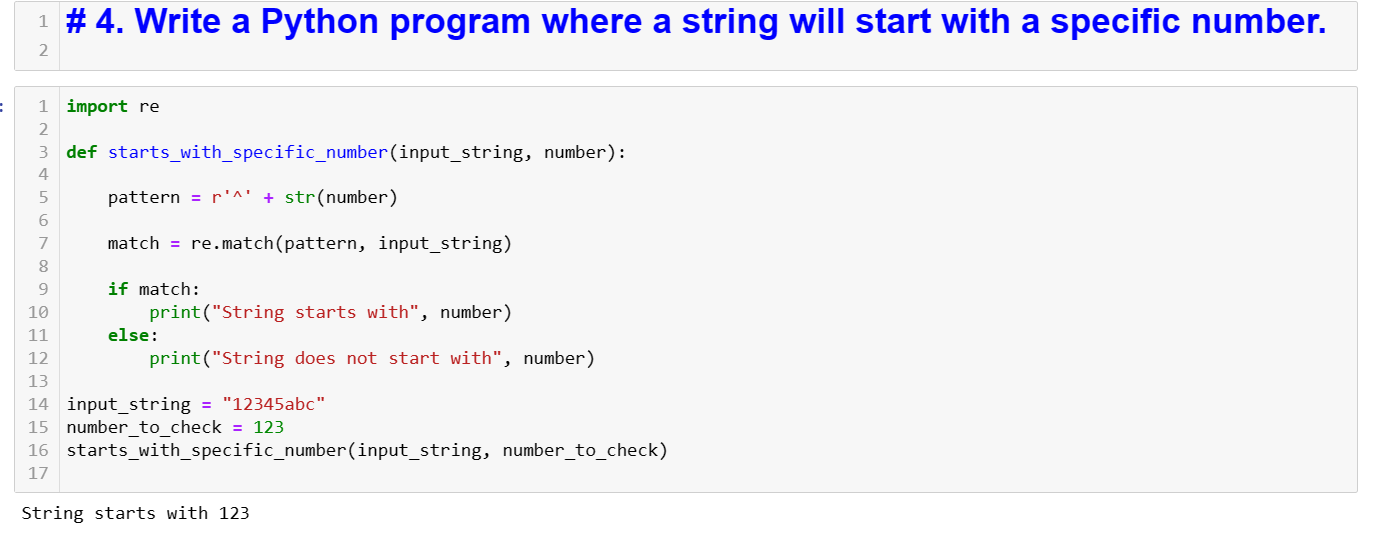 1 # 4. Write a Python program where a string will start with a specific number.
2
: 1 import re
2
3 def starts_with_specific_number(input_string, number):
4
5     pattern = r'^' + str(number)
6
7     match = re.match(pattern, input_string)
8
9     if match:
10         print("String starts with", number)
11     else:
12         print("String does not start with", number)
13
14 input_string = "12345abc"
15 number_to_check = 123
16 starts_with_specific_number(input_string, number_to_check)
17
String starts with 123